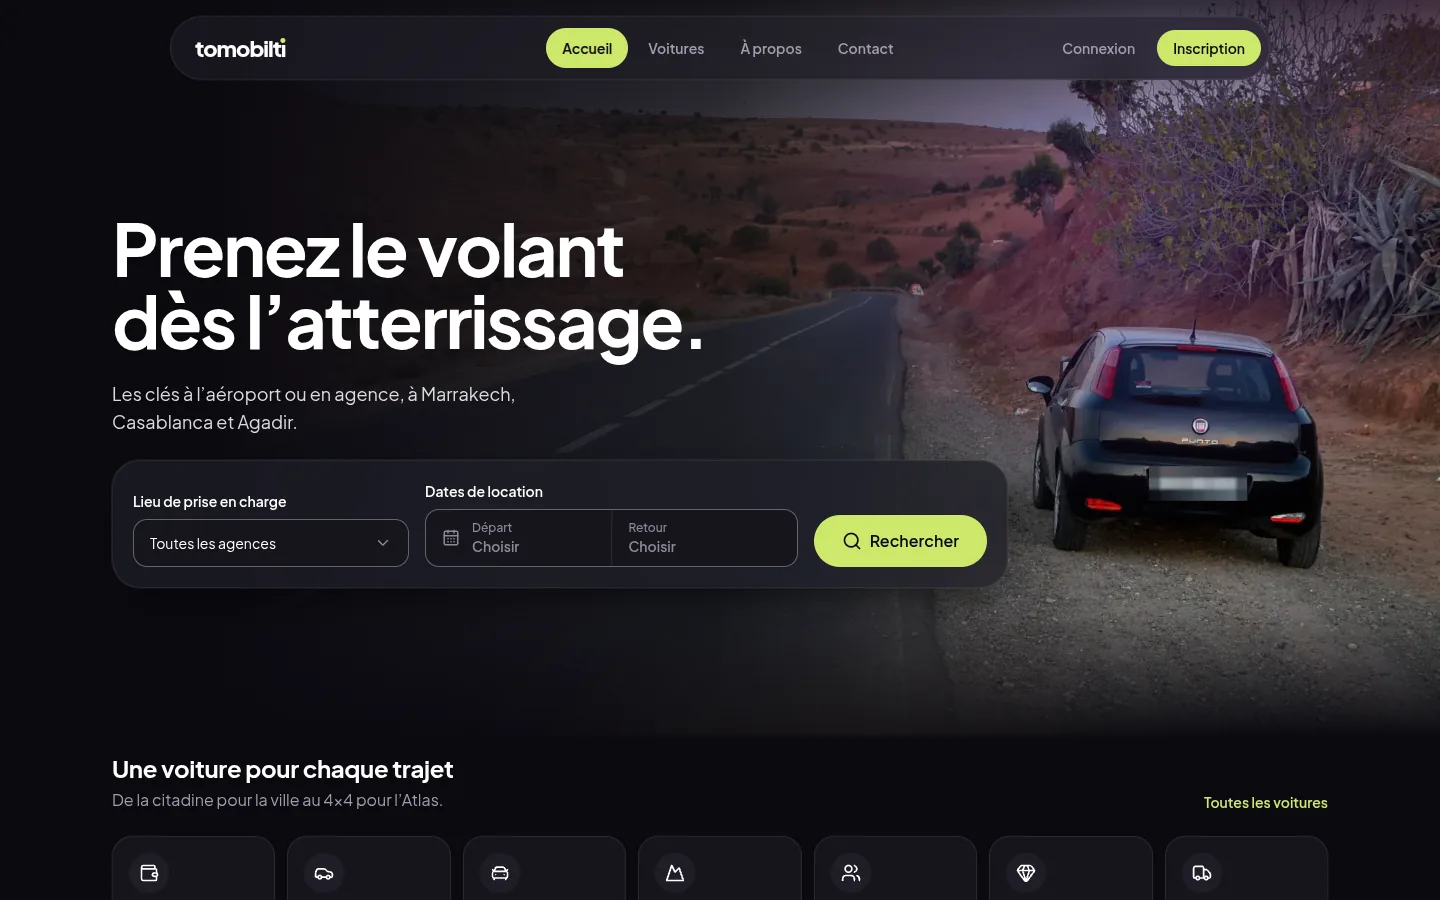 tomobilti
Accueil
Voitures
À propos
Contact
Connexion
Inscription
Prenez le volant
dès l’atterrissage.
Les clés à l’aéroport ou en agence, à Marrakech,
Casablanca et Agadir.
Lieu de prise en charge
Toutes les agences
Dates de location
Départ
Choisir
Retour
Choisir
Rechercher
PUNTO
Une voiture pour chaque trajet
De la citadine pour la ville au 4×4 pour l’Atlas.
Toutes les voitures